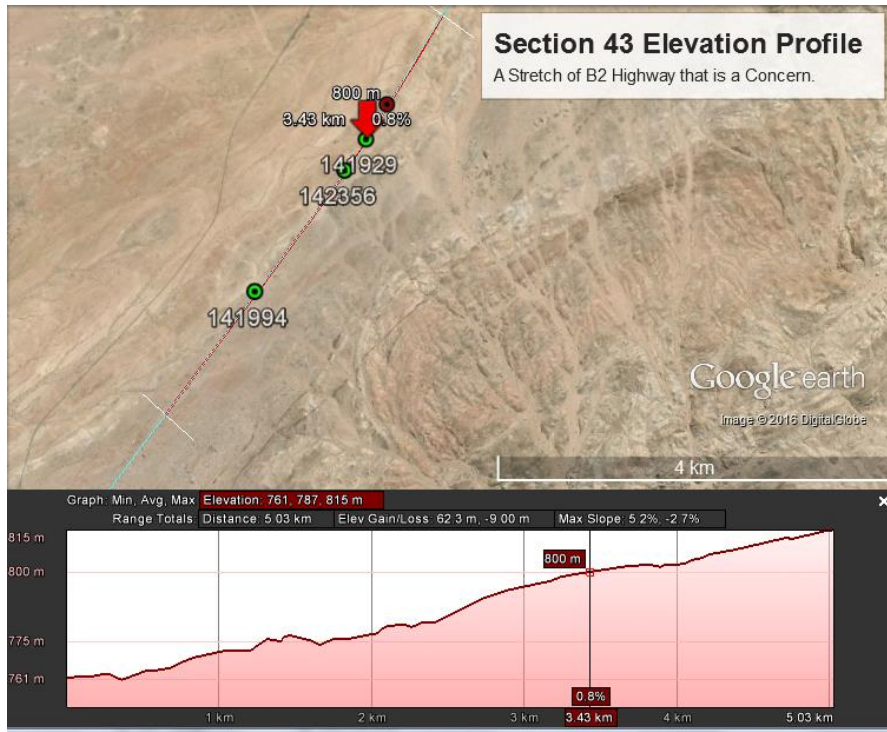 Section 43 Elevation Profile
A Stretch of B2 Highway that is a Concern.
800 m
3.43 km 0.8%
141929
142356
141994
Google earth
Image © 2016 DigitalGlobe
4 km
Graph: Min, Avg, Max Elevation: 761, 787, 815 m
Range Totals: Distance: 5.03 km Elev Gain/Loss: 62.3 m, -9.00 m Max Slope: 5.2%, -2.7%
815 m
800 m
800 m
775 m
761 m
0.8%
1 km 2 km 3 km 3.43 km 4 km 5.03 km